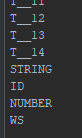 T__11
T__12
T__13
T__14
STRING
ID
NUMBER
WS